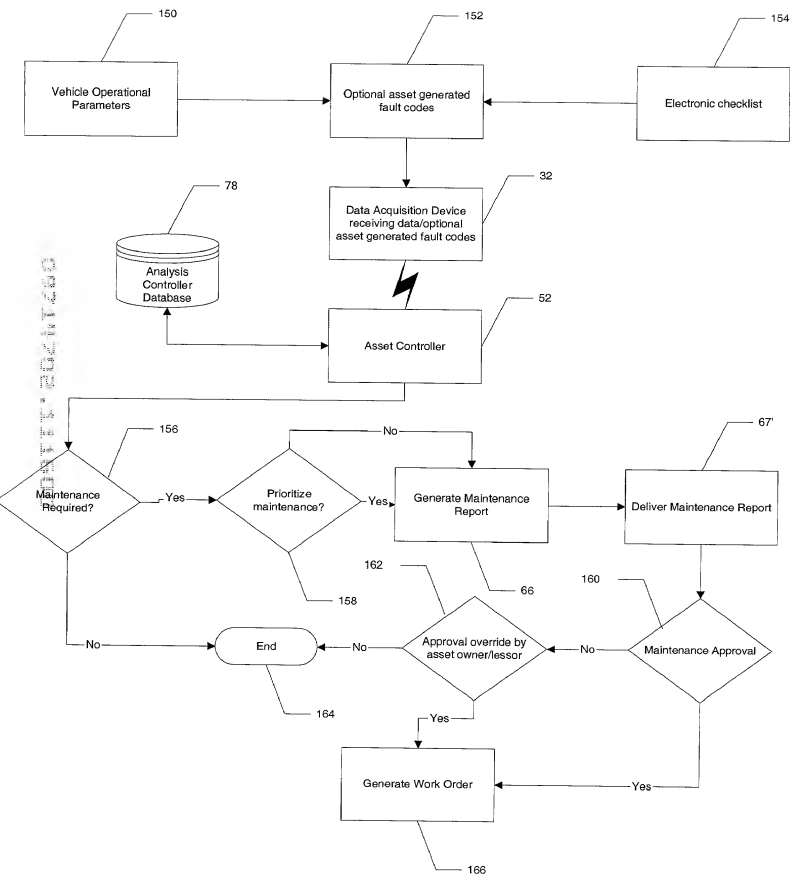 150
152
154
Vehicle Operational
Parameters
Optional asset generated
fault codes
Electronic checklist
78
32
Data Acquisition Device
receiving data/optional
asset generated fault codes
Analysis
Controller
Database
52
Asset Controller
156
No
67'
Maintenance
Required?
Yes
Prioritize
maintenance?
Yes
Generate Maintenance
Report
Deliver Maintenance Report
158
162
66
160
No
End
No
Approval override by
asset owner/lessor
No
Maintenance Approval
164
Yes
Generate Work Order
Yes
166